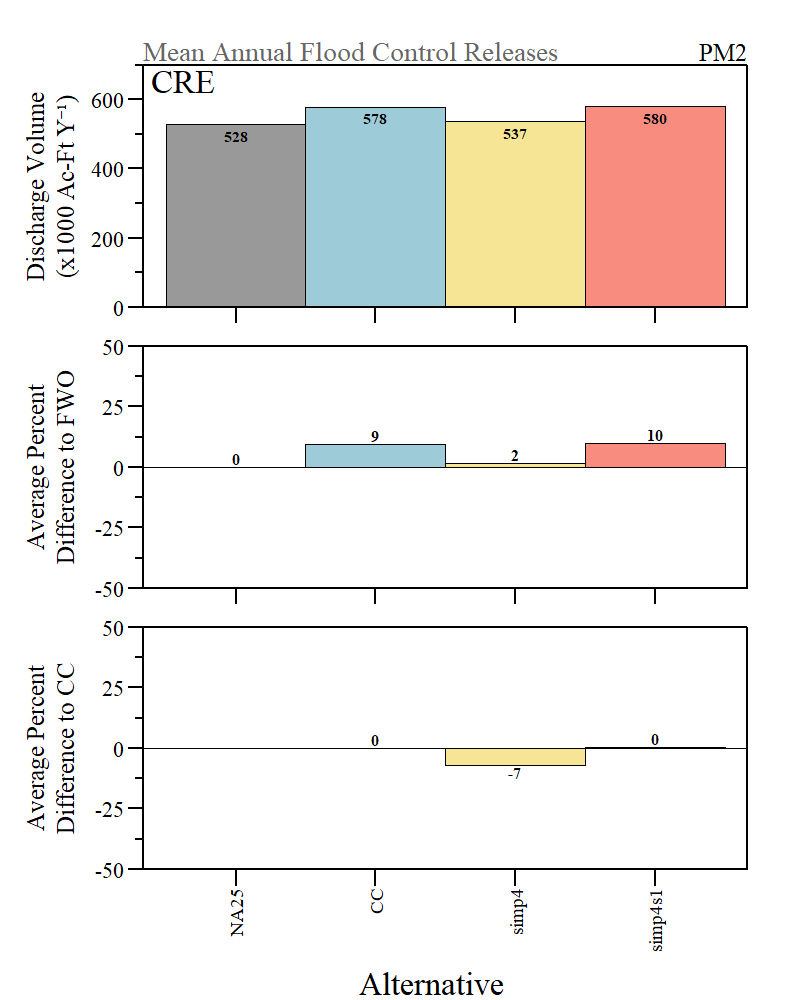 Mean Annual Flood Control Releases PM2
CRE
Discharge Volume
(x1000 Ac-Ft Y⁻¹)
600
400
200
0
528
578
537
580
Average Percent
Difference to FWO
50
25
0
-25
-50
0
9
2
10
Average Percent
Difference to CC
50
25
0
-25
-50
0
-7
0
NA25
CC
simp4
simp4s1
Alternative